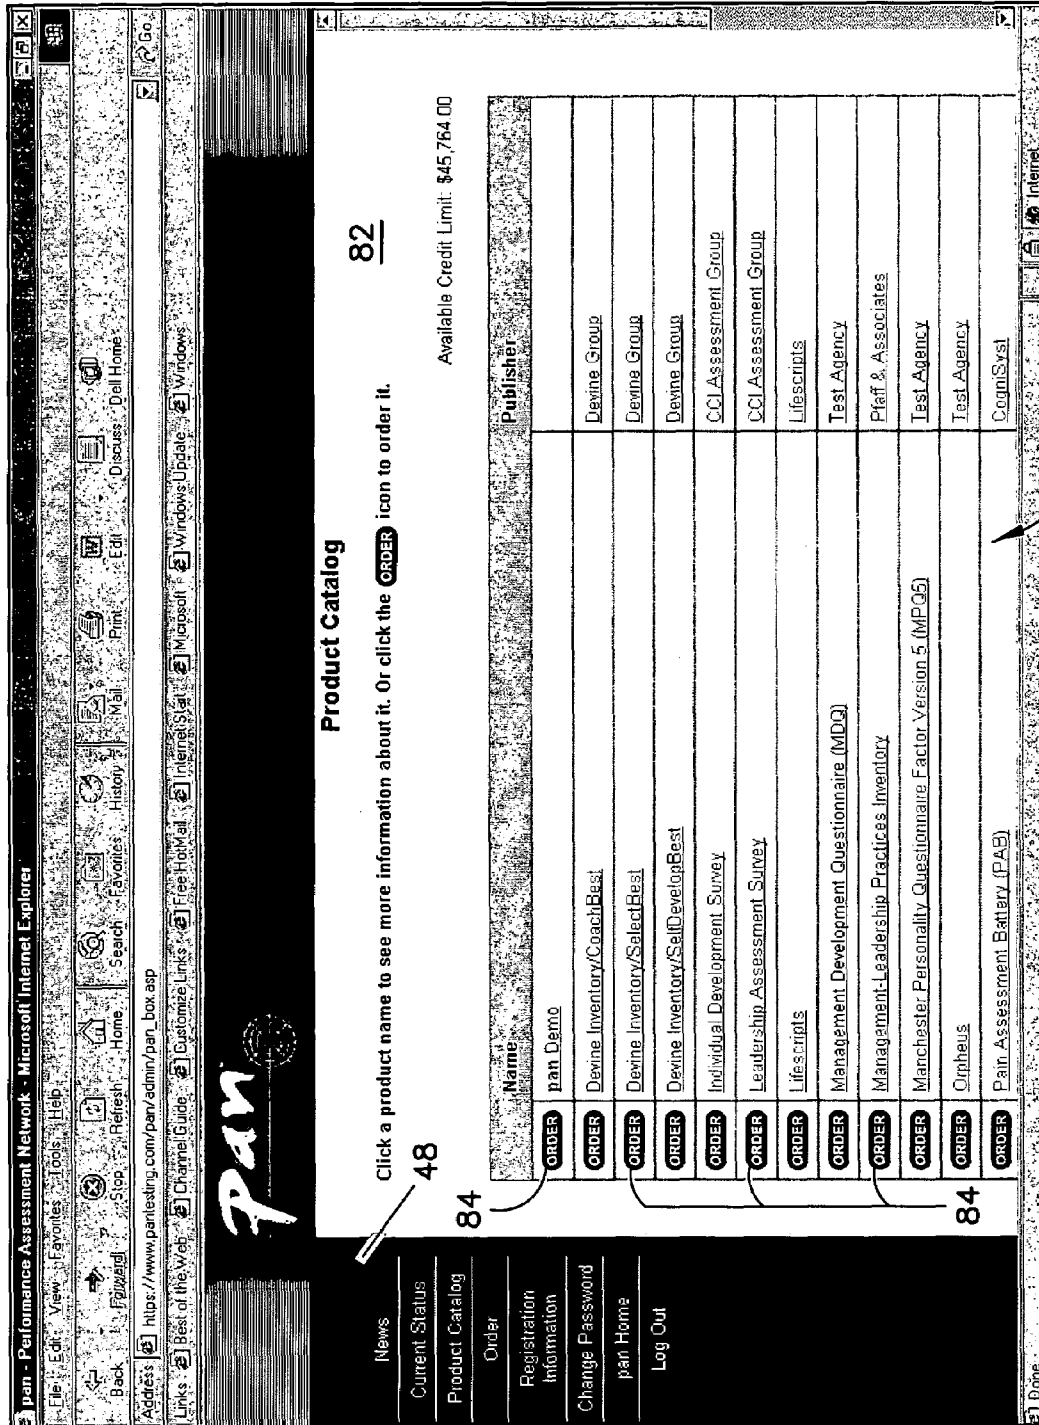 pan - Performance Assessment Network - Microsoft Internet Explorer
File Edit View Favorites Tools Help
Back Forward Stop Refresh Home Search Favorites History Mail Print Edit Discuss Dell Home
Address https://www.pantesting.com/pan/admin/pan_box.asp Go
Links Best of the Web Channel Guide Customize Links Free HotMail InternetStart Microsoft Windows Update Windows
pan
News
Current Status
Product Catalog
Order
Registration
Information
Change Password
pan Home
Log Out
Product Catalog
Click a product name to see more information about it. Or click the ORDER icon to order it.
82
48
Available Credit Limit: $45,764.00
84
Name Publisher
ORDER pan Demo
ORDER Devine Inventory/CoachBest Devine Group
ORDER Devine Inventory/SelectBest Devine Group
ORDER Devine Inventory/SelfDevelopBest Devine Group
ORDER Individual Development Survey CCI Assessment Group
ORDER Leadership Assessment Survey CCI Assessment Group
ORDER Lifescripts Lifescripts
ORDER Management Development Questionnaire (MDQ) Test Agency
ORDER Management-Leadership Practices Inventory Pfaff & Associates
ORDER Manchester Personality Questionnaire Factor Version 5 (MPQ5) Test Agency
ORDER Orpheus Test Agency
ORDER Pain Assessment Battery (PAB) CogniSyst
84
Done Internet